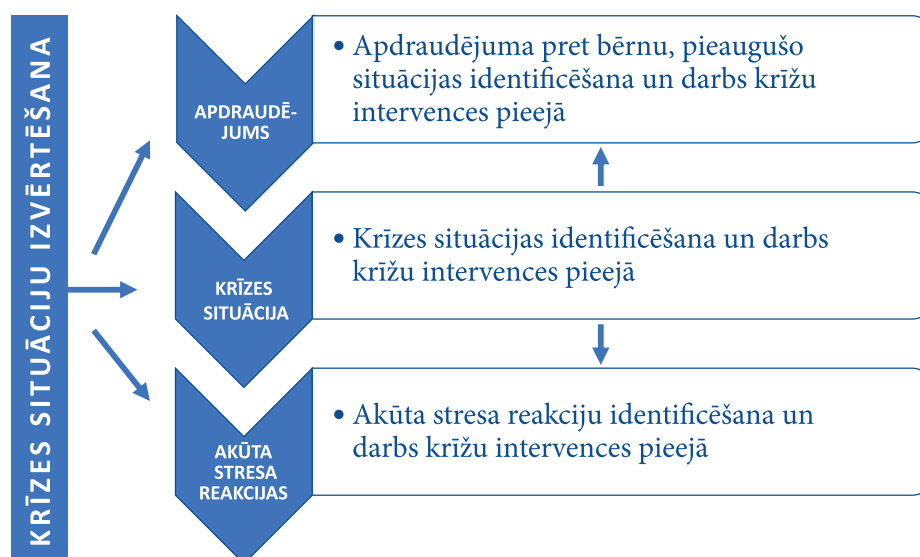 KRĪZES SITUĀCIJU IZVĒRTĒŠANA
APDRAUDĒ-
JUMS
• Apdraudējuma pret bērnu, pieaugušo
situācijas identificēšana un darbs krīžu
intervences pieejā
KRĪZES
SITUĀCIJA
• Krīzes situācijas identificēšana un darbs
krīžu intervences pieejā
AKŪTA
STRESA
REAKCIJAS
• Akūta stresa reakciju identificēšana un
darbs krīžu intervences pieejā